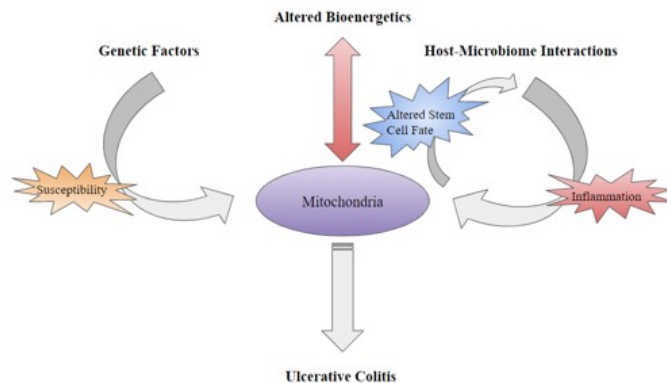 Altered Bioenergetics
Genetic Factors
Host-Microbiome Interactions
Altered Stem
Cell Fate
Susceptibility
Mitochondria
Inflammation
Ulcerative Colitis